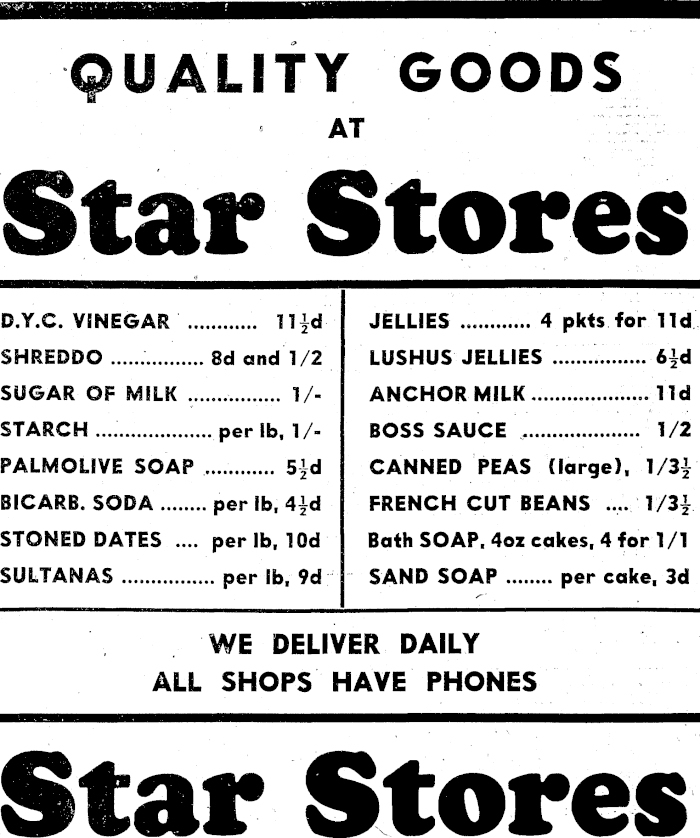 QUALITY GOODS
AT
Star Stores
D.Y.C. VINEGAR ............ 11½d
SHREDDO ................ 8d and 1/2
SUGAR OF MILK ................ 1/-
STARCH .................... per lb, 1/-
PALMOLIVE SOAP ............ 5½d
BICARB. SODA ........ per lb, 4½d
STONED DATES .... per lb, 10d
SULTANAS ................ per lb, 9d
JELLIES ............ 4 pkts for 11d
LUSHUS JELLIES ................ 6½d
ANCHOR MILK .................... 11d
BOSS SAUCE .................... 1/2
CANNED PEAS (large), 1/3½
FRENCH CUT BEANS .... 1/3½
Bath SOAP, 4oz cakes, 4 for 1/1
SAND SOAP ........ per cake, 3d
WE DELIVER DAILY
ALL SHOPS HAVE PHONES
Star Stores